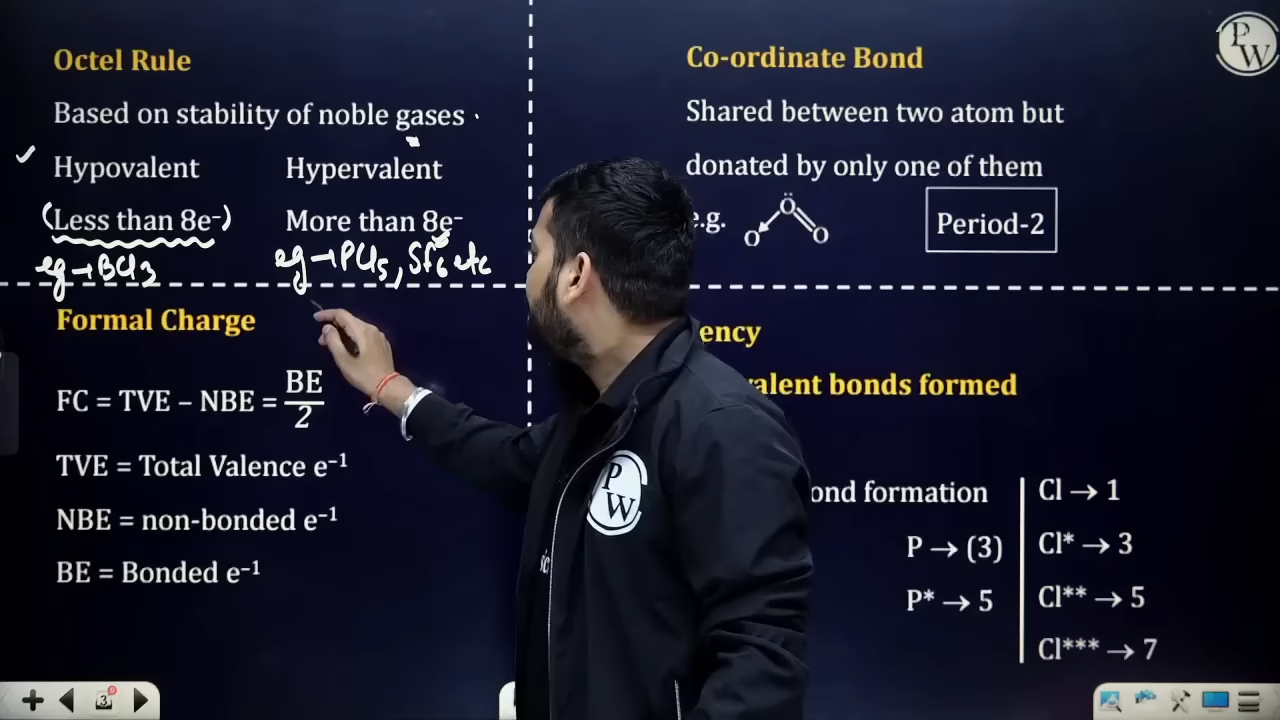 Octel Rule
Based on stability of noble gases
Hypovalent Hypervalent
(Less than 8e⁻) More than 8e⁻
eg → BCl3 eg → PCl5, SF6 etc
Formal Charge
FC = TVE – NBE = BE/2
TVE = Total Valence e⁻¹
NBE = non-bonded e⁻¹
BE = Bonded e⁻¹
Co-ordinate Bond
Shared between two atom but
donated by only one of them
e.g. O Ö O Period-2
ency
valent bonds formed
ond formation
P → (3)
P* → 5
Cl → 1
Cl* → 3
Cl** → 5
Cl*** → 7
PW
PW
3